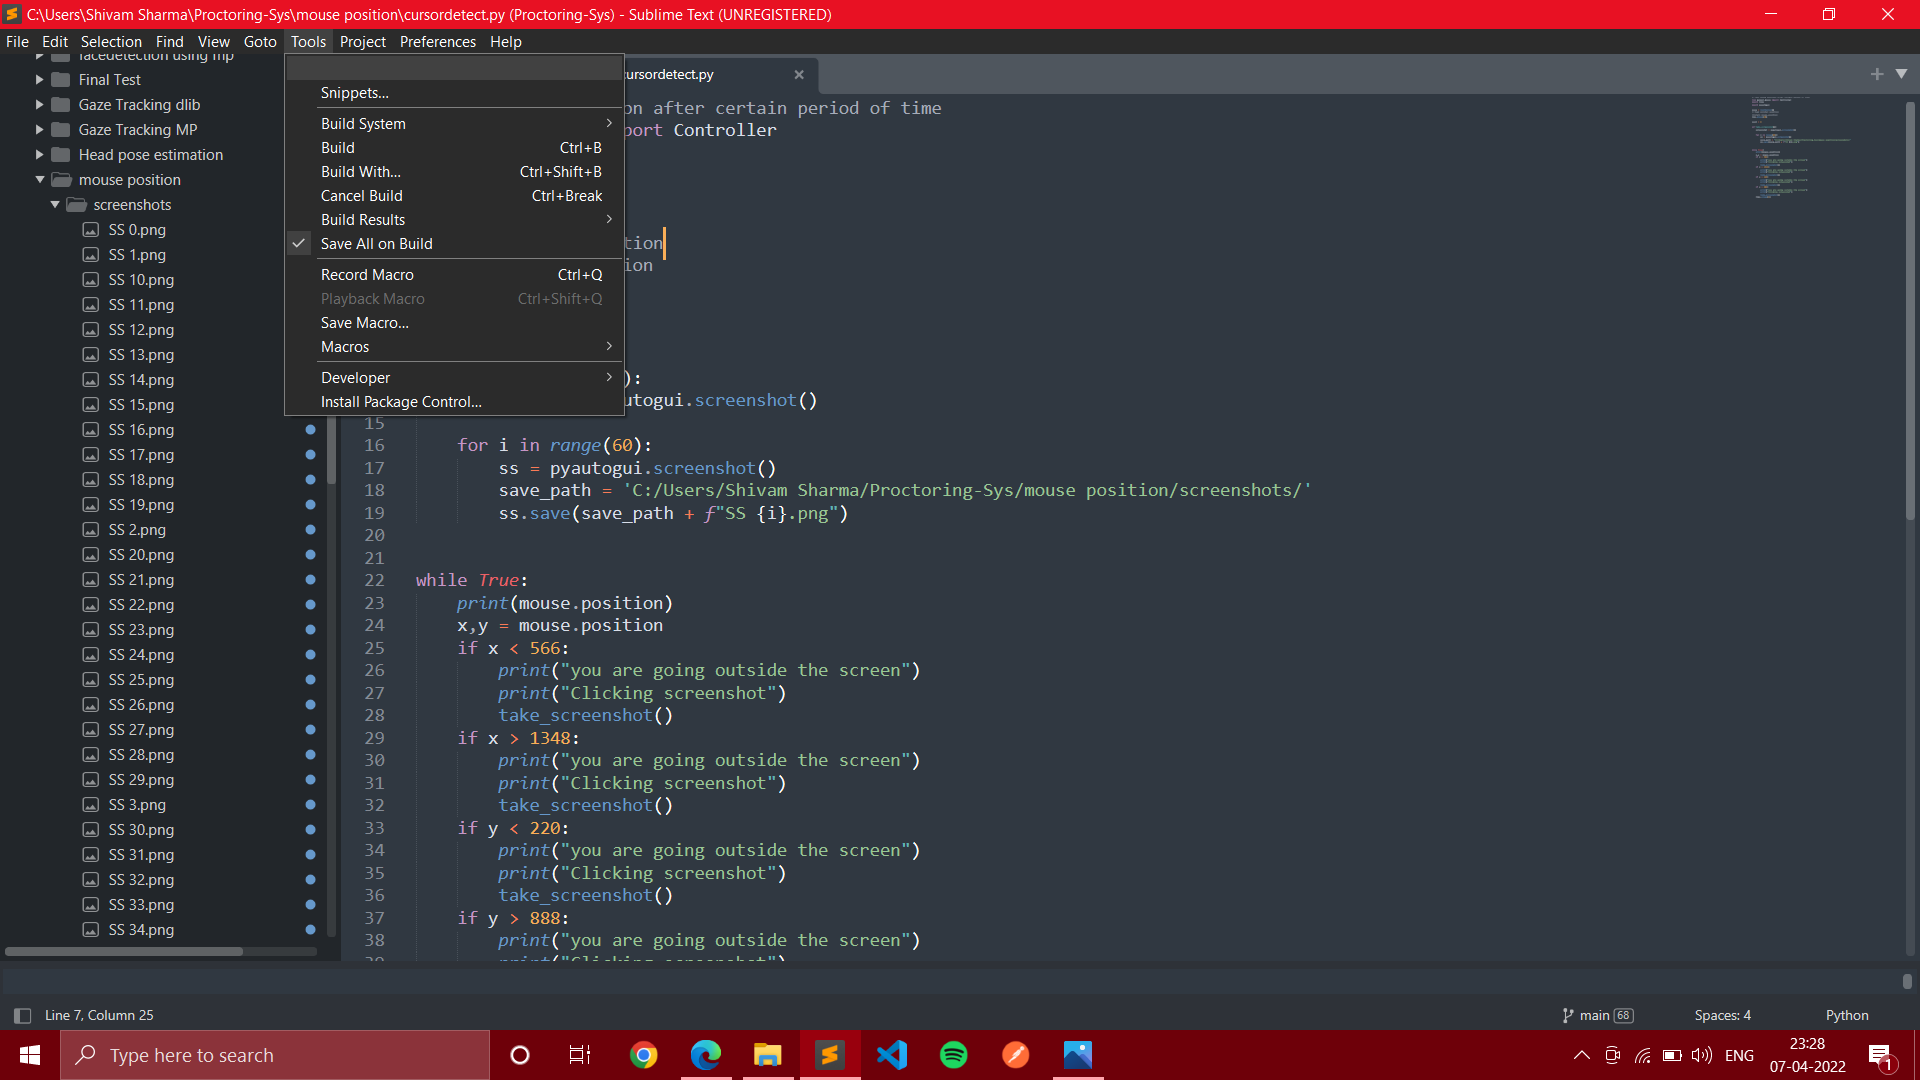 C:\Users\Shivam Sharma\Proctoring-Sys\mouse position\cursordetect.py (Proctoring-Sys) - Sublime Text (UNREGISTERED)
File Edit Selection Find View Goto Tools Project Preferences Help
facedetection using mp
Final Test
Gaze Tracking dlib
Gaze Tracking MP
Head pose estimation
mouse position
screenshots
SS 0.png
SS 1.png
SS 10.png
SS 11.png
SS 12.png
SS 13.png
SS 14.png
SS 15.png
SS 16.png
SS 17.png
SS 18.png
SS 19.png
SS 2.png
SS 20.png
SS 21.png
SS 22.png
SS 23.png
SS 24.png
SS 25.png
SS 26.png
SS 27.png
SS 28.png
SS 29.png
SS 3.png
SS 30.png
SS 31.png
SS 32.png
SS 33.png
SS 34.png
Snippets...
Build System
Build Ctrl+B
Build With... Ctrl+Shift+B
Cancel Build Ctrl+Break
Build Results
Save All on Build
Record Macro Ctrl+Q
Playback Macro Ctrl+Shift+Q
Save Macro...
Macros
Developer
Install Package Control...
cursordetect.py
on after certain period of time
port Controller
tion
ion
):
utogui.screenshot()
15
16 for i in range(60):
17 ss = pyautogui.screenshot()
18 save_path = 'C:/Users/Shivam Sharma/Proctoring-Sys/mouse position/screenshots/'
19 ss.save(save_path + f"SS {i}.png")
20
21
22 while True:
23 print(mouse.position)
24 x,y = mouse.position
25 if x < 566:
26 print("you are going outside the screen")
27 print("Clicking screenshot")
28 take_screenshot()
29 if x > 1348:
30 print("you are going outside the screen")
31 print("Clicking screenshot")
32 take_screenshot()
33 if y < 220:
34 print("you are going outside the screen")
35 print("Clicking screenshot")
36 take_screenshot()
37 if y > 888:
38 print("you are going outside the screen")
39 print("Clicking screenshot")
Line 7, Column 25
main 68
Spaces: 4
Python
Type here to search
ENG
23:28
07-04-2022
1